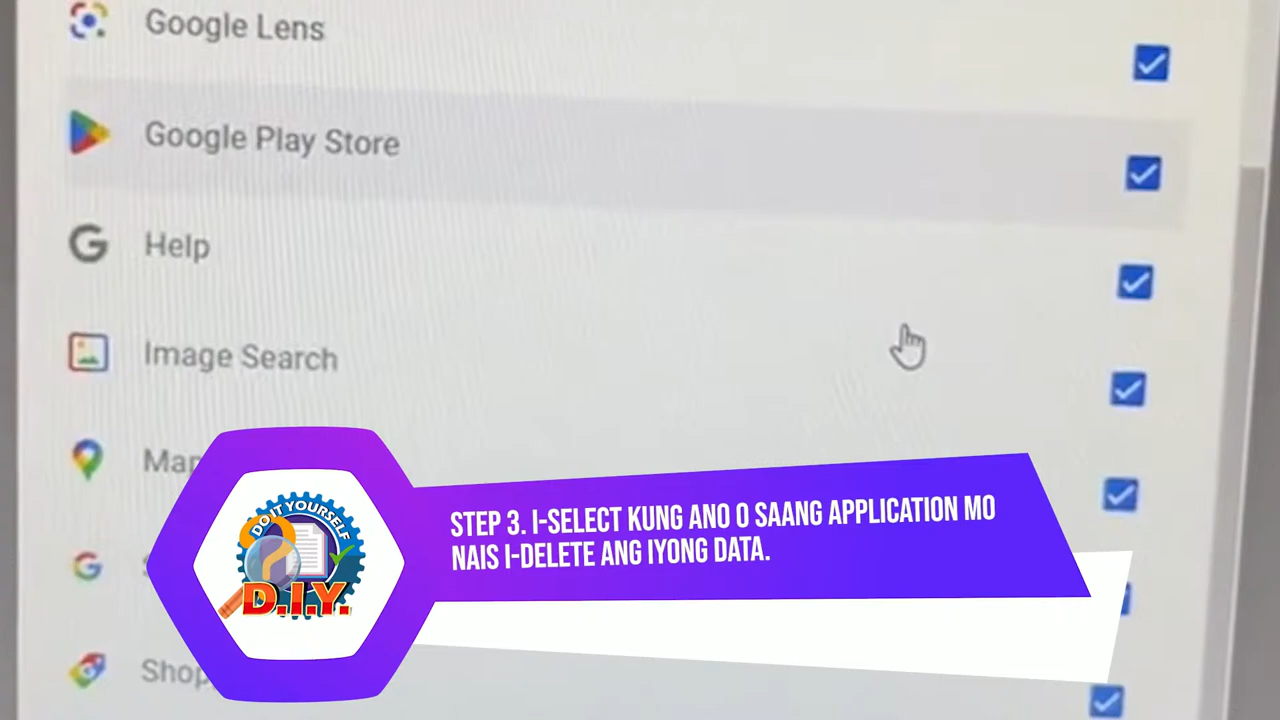 Google Lens
Google Play Store
Help
Image Search
DO IT YOURSELF
D.I.Y.
STEP 3. I-SELECT KUNG ANO O SAANG APPLICATION MO
NAIS I-DELETE ANG IYONG DATA.